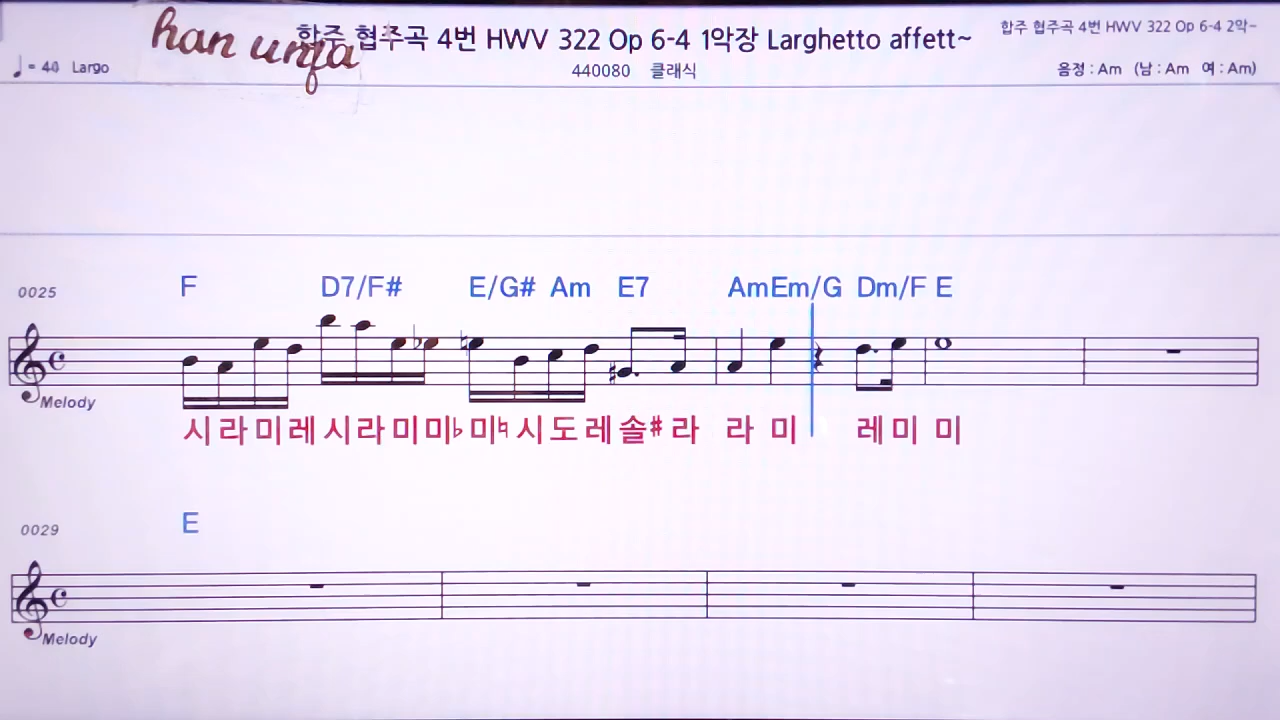 han unja
합주 협주곡 4번 HWV 322 Op 6-4 1악장 Larghetto affett~
합주 협주곡 4번 HWV 322 Op 6-4 2악~
♩= 40 Largo
440080 클래식
음정 : Am (남 : Am 여 : Am)
0025 F D7/F# E/G# Am E7 Am Em/G Dm/F E
Melody
시 라 미 레 시 라 미 미♭ 미♮ 시 도 레 솔# 라 라 미 레 미 미
0029 E
Melody